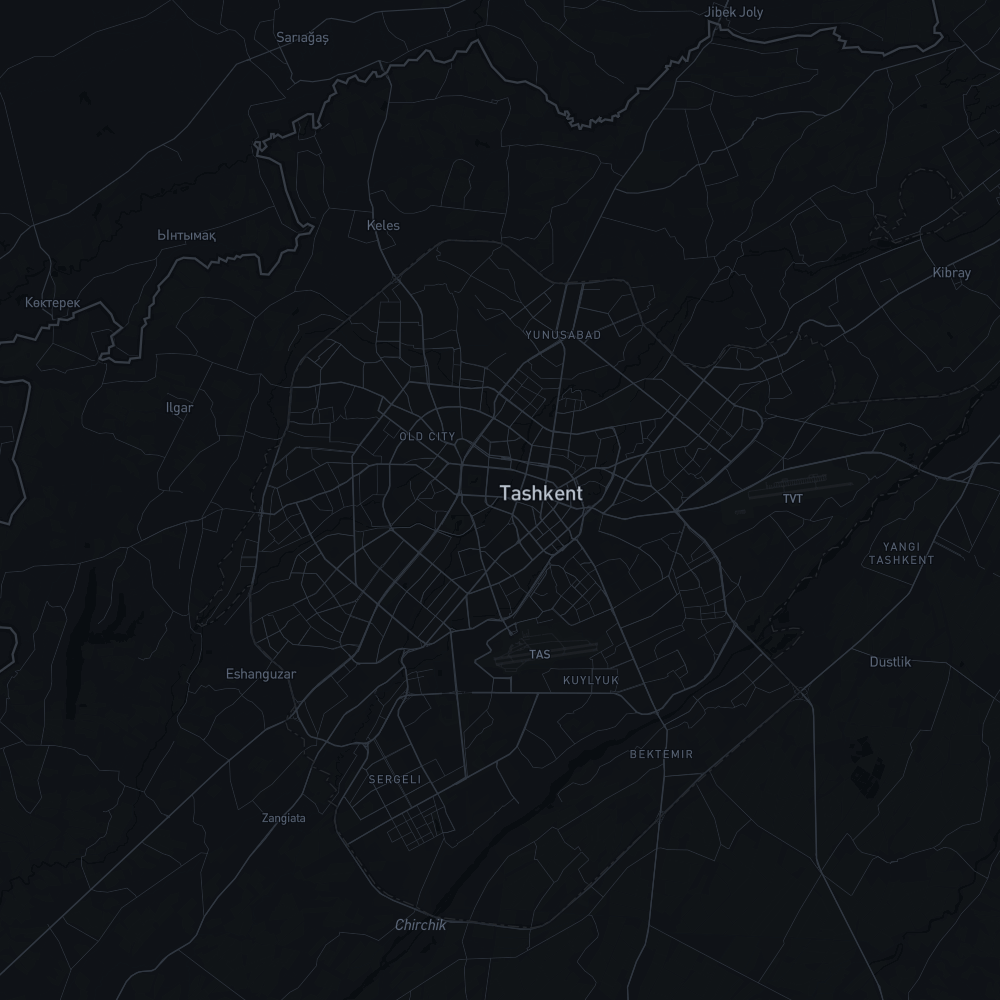 Jibek Joly
Sarıağaş
Keles
Ынтымақ
Kibray
Көктерек
YUNUSABAD
Ilgar
OLD CITY
Tashkent
TVT
YANGI
TASHKENT
TAS
Dustlik
Eshanguzar
KUYLYUK
BEKTEMIR
SERGELI
Zangiata
Chirchik